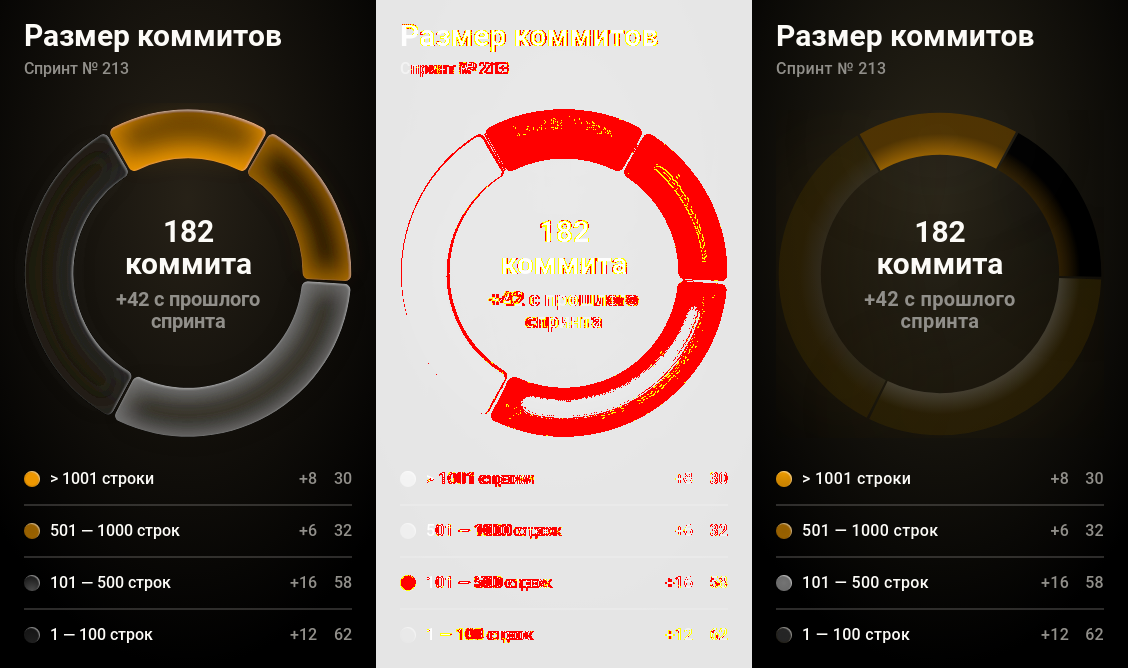 Размер коммитов
Спринт № 213
182
коммита
+42 с прошлого
спринта
> 1001 строки +8 30
501 — 1000 строк +6 32
101 — 500 строк +16 58
1 — 100 строк +12 62
Размер коммитов
Спринт № 213
182
коммита
+42 с прошлого
спринта
> 1001 строки +8 30
501 — 1000 строк +6 32
101 — 500 строк +16 58
1 — 100 строк +12 62
Размер коммитов
Спринт № 213
182
коммита
+42 с прошлого
спринта
> 1001 строки +8 30
501 — 1000 строк +6 32
101 — 500 строк +16 58
1 — 100 строк +12 62